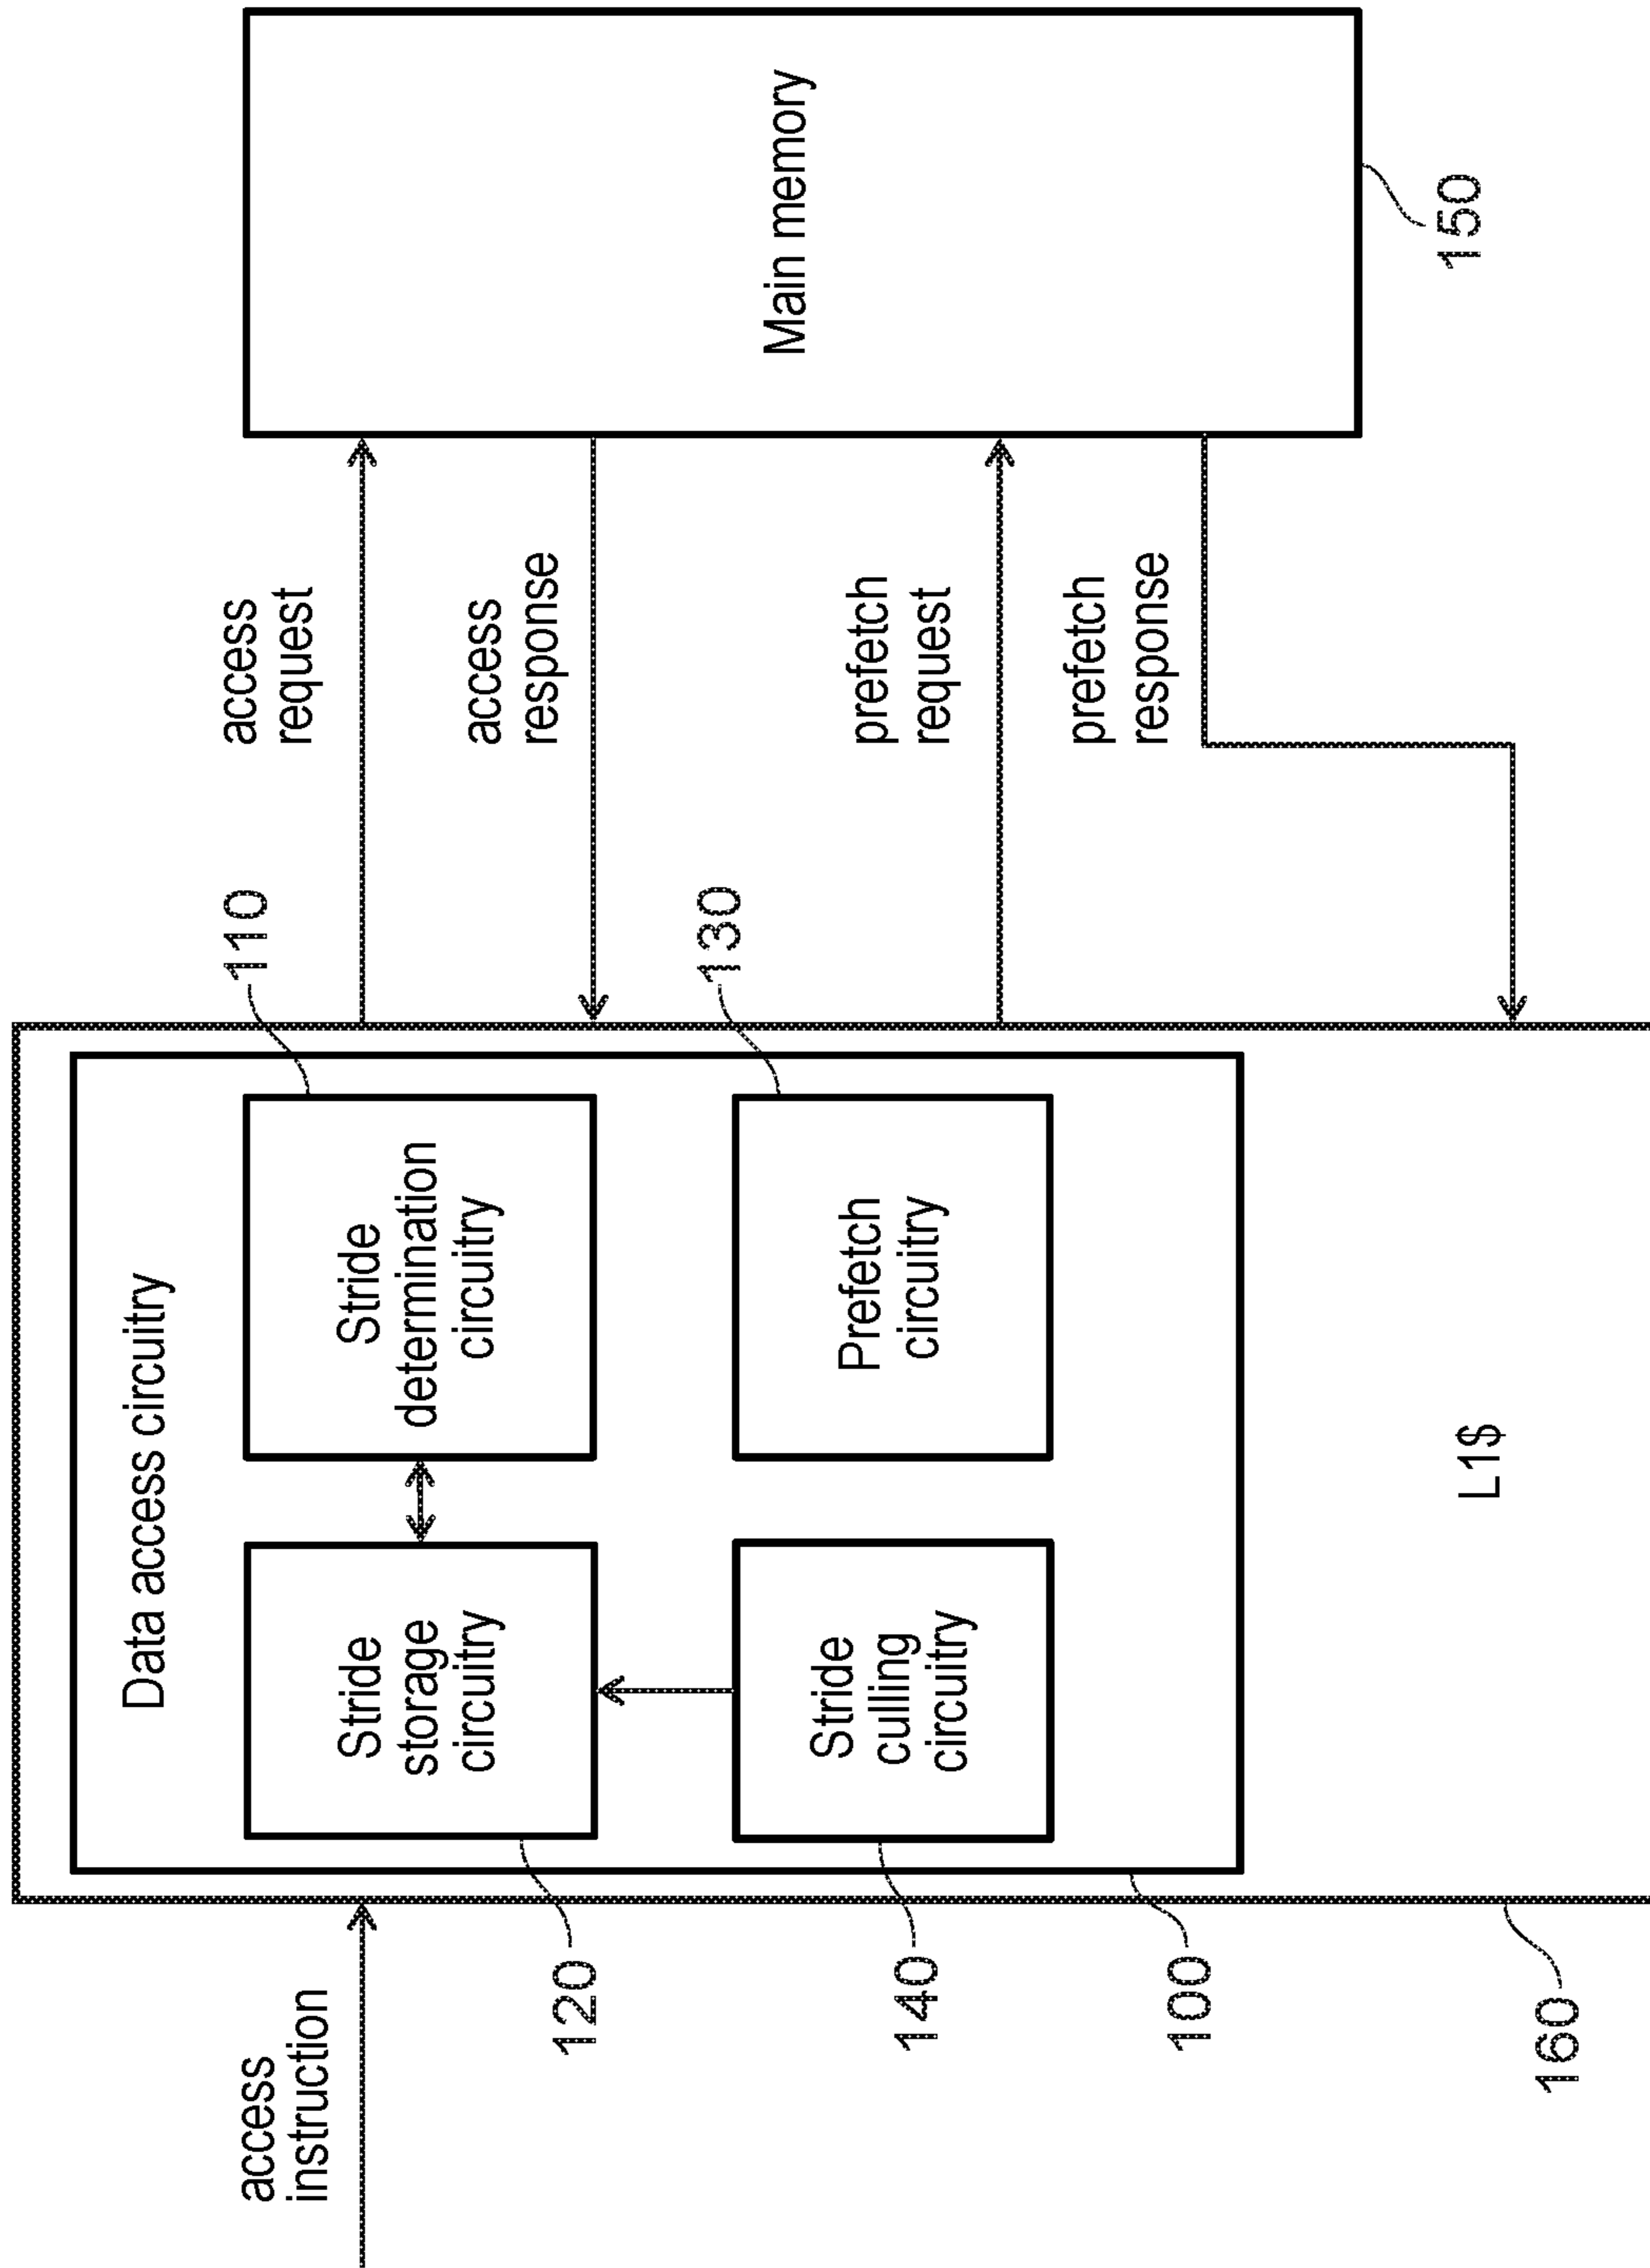 access
instruction
Data access circuitry
Stride
storage
circuitry
120
Stride
determination
circuitry
110
Stride
culling
circuitry
140
Prefetch
circuitry
130
100
L1$
160
access
request
access
response
prefetch
request
prefetch
response
Main memory
150